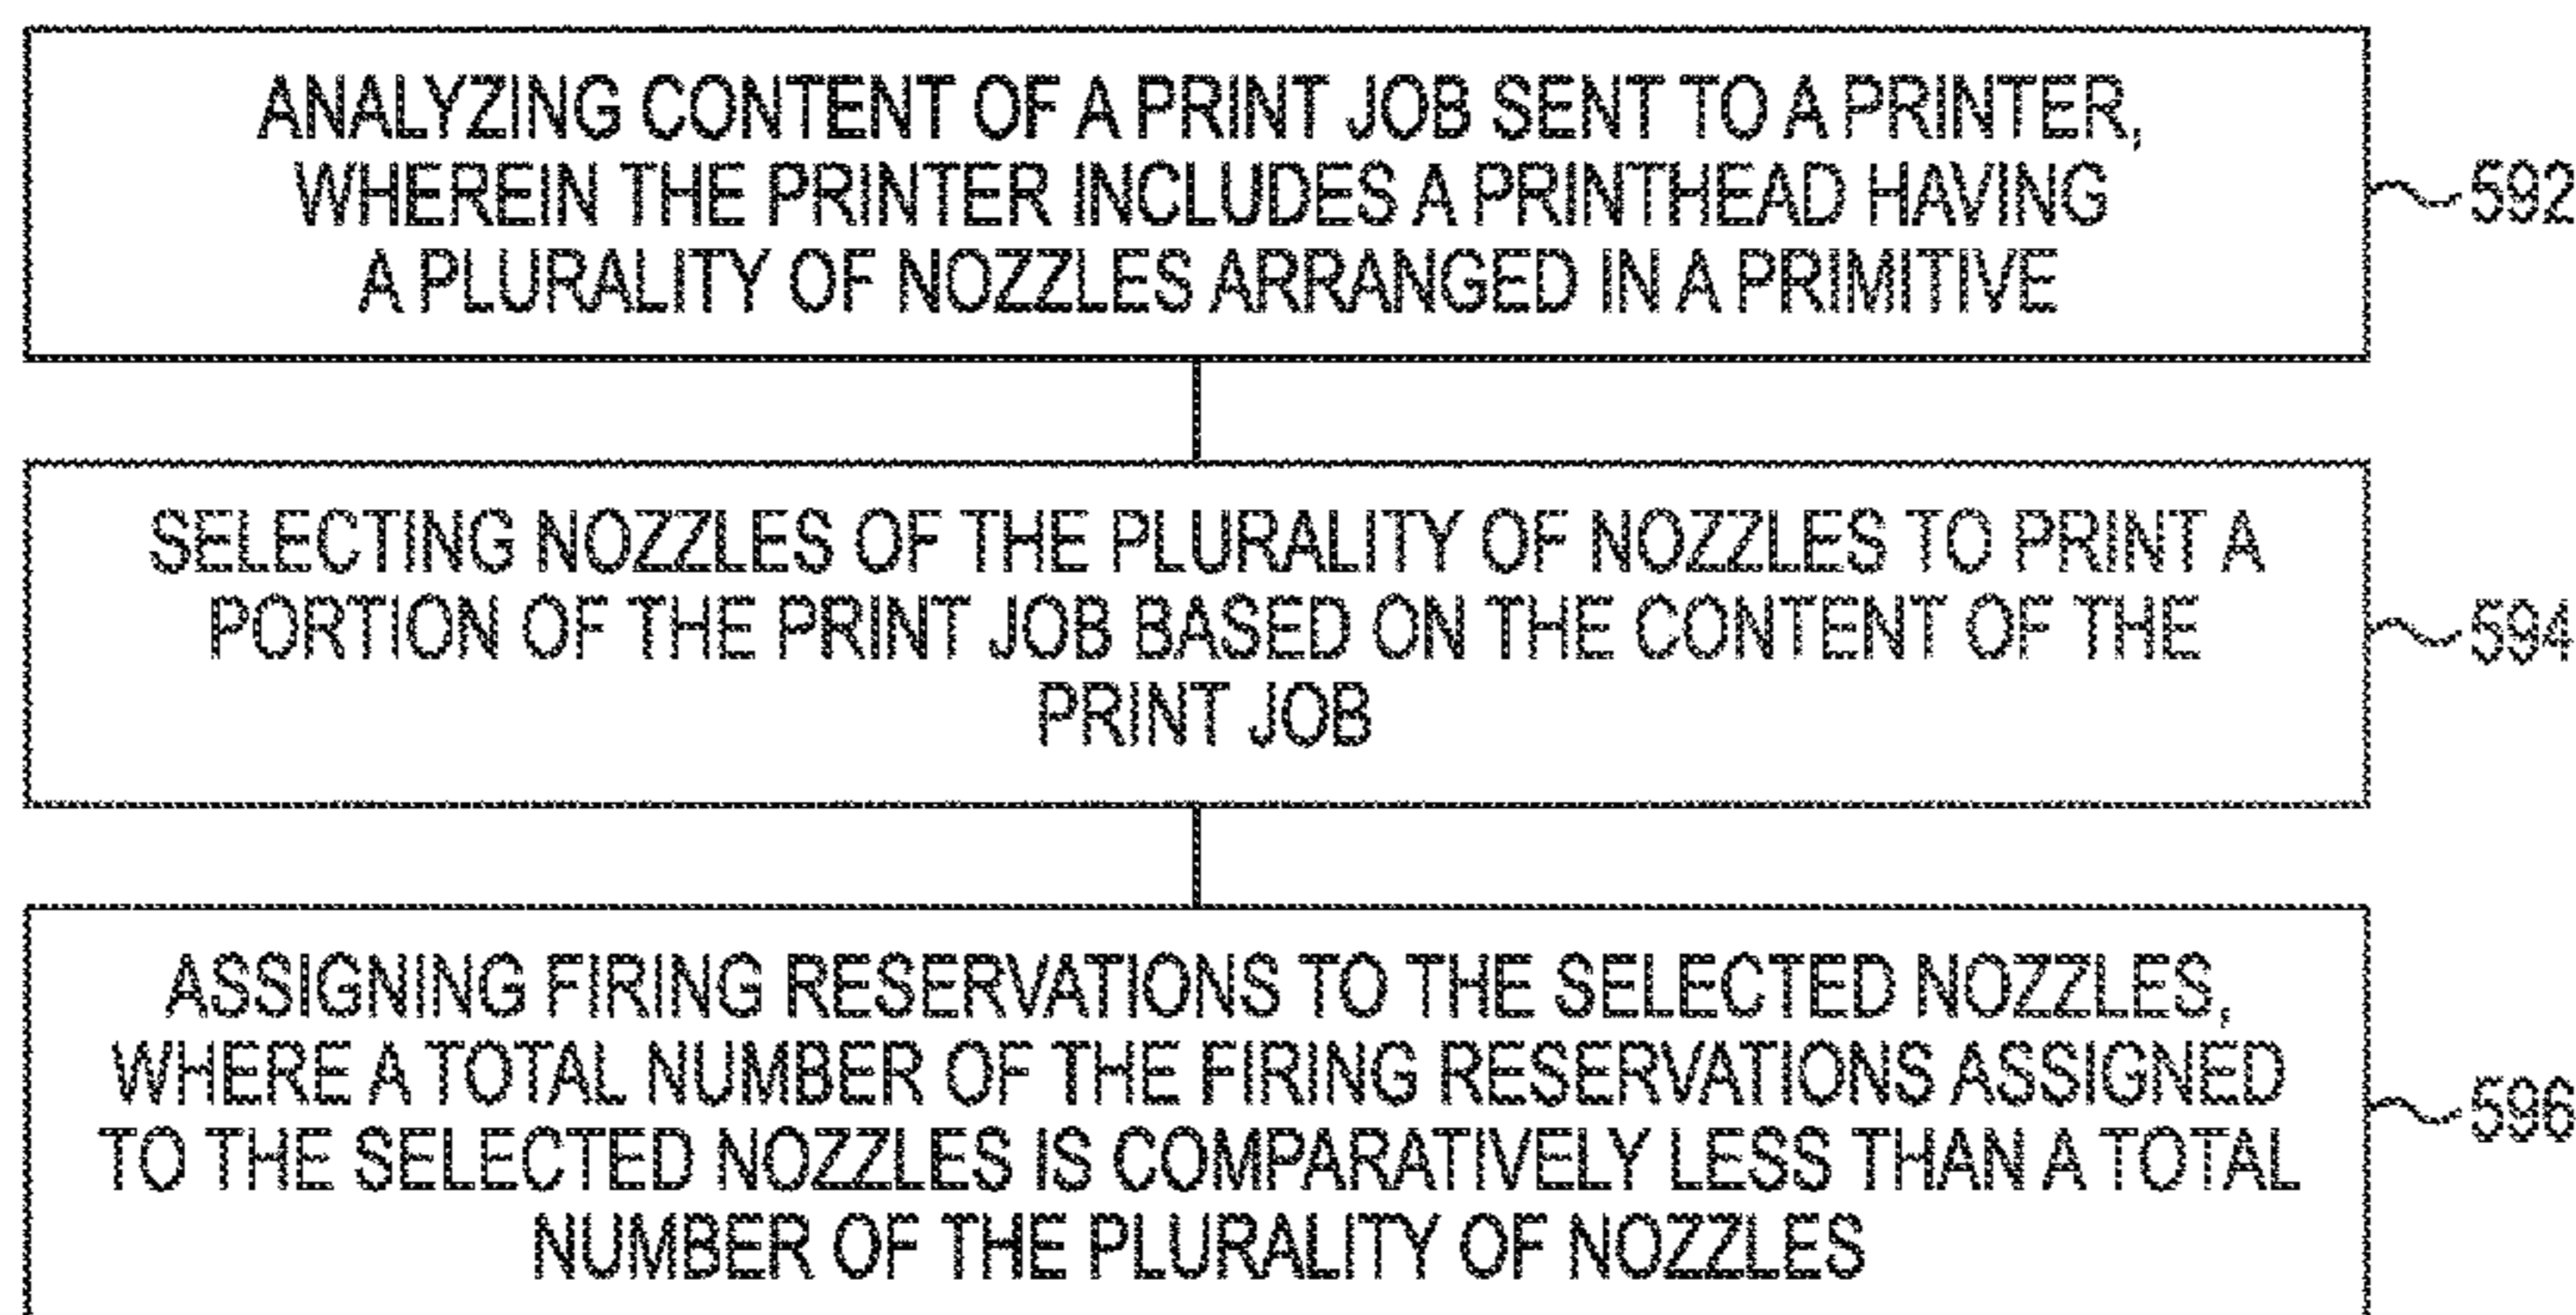 ANALYZING CONTENT OF A PRINT JOB SENT TO A PRINTER,
WHEREIN THE PRINTER INCLUDES A PRINTHEAD HAVING
A PLURALITY OF NOZZLES ARRANGED IN A PRIMITIVE
592
SELECTING NOZZLES OF THE PLURALITY OF NOZZLES TO PRINT A
PORTION OF THE PRINT JOB BASED ON THE CONTENT OF THE
PRINT JOB
594
ASSIGNING FIRING RESERVATIONS TO THE SELECTED NOZZLES,
WHERE A TOTAL NUMBER OF THE FIRING RESERVATIONS ASSIGNED
TO THE SELECTED NOZZLES IS COMPARATIVELY LESS THAN A TOTAL
NUMBER OF THE PLURALITY OF NOZZLES
596